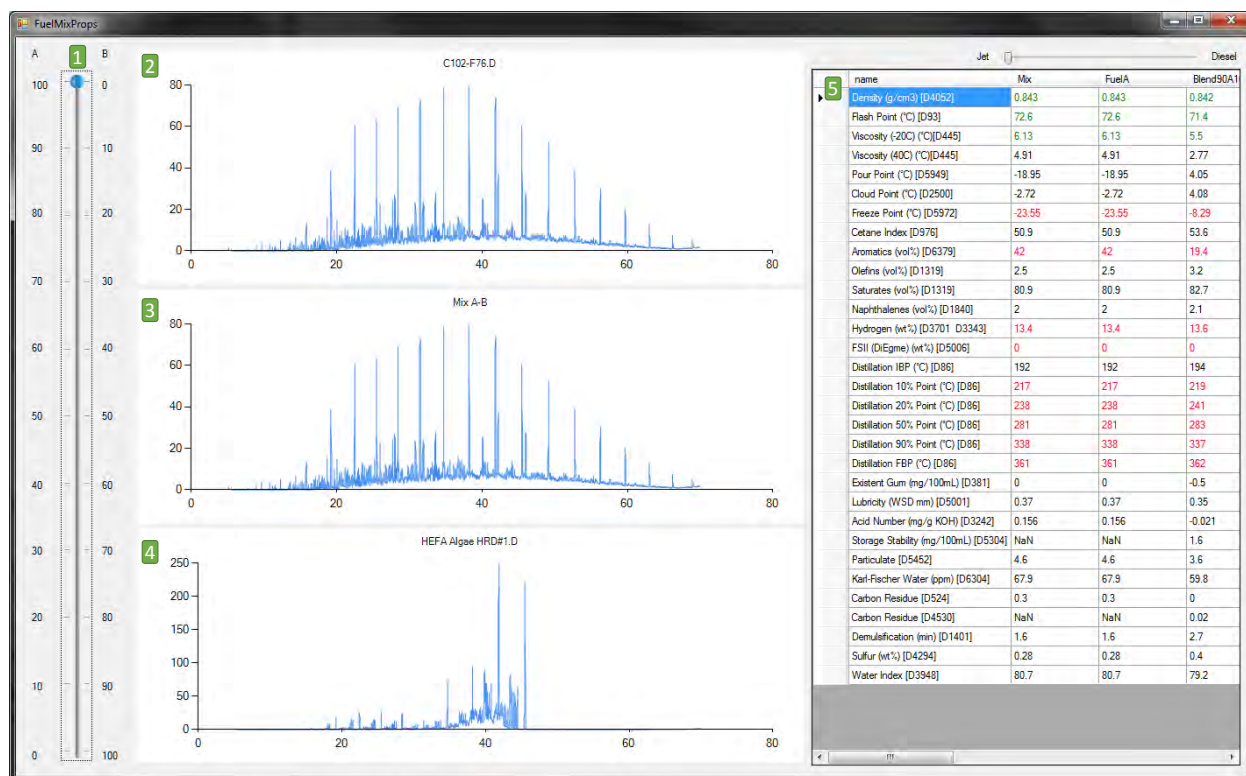 FuelMixProps
A 1 B
100 0
90 10
80 20
70 30
60 40
50 50
40 60
30 70
20 80
10 90
0 100
2
C102-F76.D
80
60
40
20
0
0 20 40 60 80
3
Mix A-B
80
60
40
20
0
0 20 40 60 80
4
HEFA Algae HRD#1.D
250
200
150
100
50
0
0 20 40 60 80
Jet Diesel
5 name Mix FuelA Blend90A1
Density (g/cm3) [D4052] 0.843 0.843 0.842
Flash Point (°C) [D93] 72.6 72.6 71.4
Viscosity (-20C) (°C)[D445] 6.13 6.13 5.5
Viscosity (40C) (°C)[D445] 4.91 4.91 2.77
Pour Point (°C) [D5949] -18.95 -18.95 4.05
Cloud Point (°C) [D2500] -2.72 -2.72 4.08
Freeze Point (°C) [D5972] -23.55 -23.55 -8.29
Cetane Index [D976] 50.9 50.9 53.6
Aromatics (vol%) [D6379] 42 42 19.4
Olefins (vol%) [D1319] 2.5 2.5 3.2
Saturates (vol%) [D1319] 80.9 80.9 82.7
Naphthalenes (vol%) [D1840] 2 2 2.1
Hydrogen (wt%) [D3701 D3343] 13.4 13.4 13.6
FSII (DiEgme) (wt%) [D5006] 0 0 0
Distillation IBP (°C) [D86] 192 192 194
Distillation 10% Point (°C) [D86] 217 217 219
Distillation 20% Point (°C) [D86] 238 238 241
Distillation 50% Point (°C) [D86] 281 281 283
Distillation 90% Point (°C) [D86] 338 338 337
Distillation FBP (°C) [D86] 361 361 362
Existent Gum (mg/100mL) [D381] 0 0 -0.5
Lubricity (WSD mm) [D5001] 0.37 0.37 0.35
Acid Number (mg/g KOH) [D3242] 0.156 0.156 -0.021
Storage Stability (mg/100mL) [D5304] NaN NaN 1.6
Particulate [D5452] 4.6 4.6 3.6
Karl-Fischer Water (ppm) [D6304] 67.9 67.9 59.8
Carbon Residue [D524] 0.3 0.3 0
Carbon Residue [D4530] NaN NaN 0.02
Demulsification (min) [D1401] 1.6 1.6 2.7
Sulfur (wt%) [D4294] 0.28 0.28 0.4
Water Index [D3948] 80.7 80.7 79.2